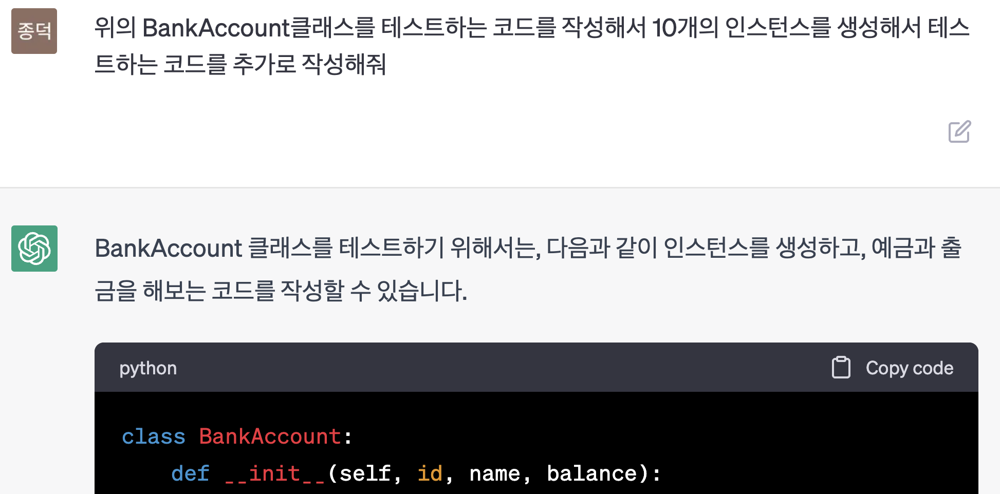 종덕
위의 BankAccount클래스를 테스트하는 코드를 작성해서 10개의 인스턴스를 생성해서 테스
트하는 코드를 추가로 작성해줘
BankAccount 클래스를 테스트하기 위해서는, 다음과 같이 인스턴스를 생성하고, 예금과 출
금을 해보는 코드를 작성할 수 있습니다.
python Copy code
class BankAccount:
    def __init__(self, id, name, balance):